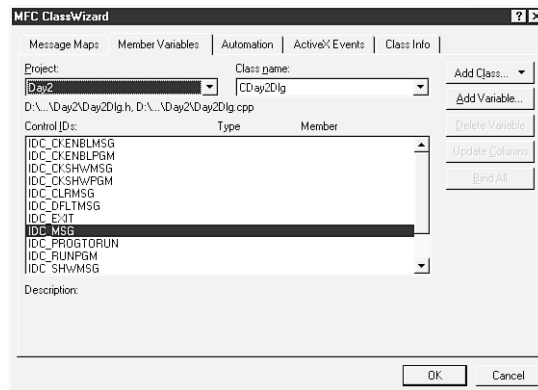 MFC ClassWizard
Message Maps Member Variables Automation ActiveX Events Class Info
Project: Class name:
Day2 CDay2Dlg
Add Class...
D:\...\Day2\Day2Dlg.h, D:\...\Day2\Day2Dlg.cpp
Add Variable...
Control IDs: Type Member
Delete Variable
IDC_CKENBLMSG
IDC_CKENBLPGM
Update Columns
IDC_CKSHWMSG
IDC_CKSHWPGM
Bind All
IDC_CLRMSG
IDC_DFLTMSG
IDC_EXIT
IDC_MSG
IDC_PROGTORUN
IDC_RUNPGM
IDC_SHWMSG
Description:
OK Cancel